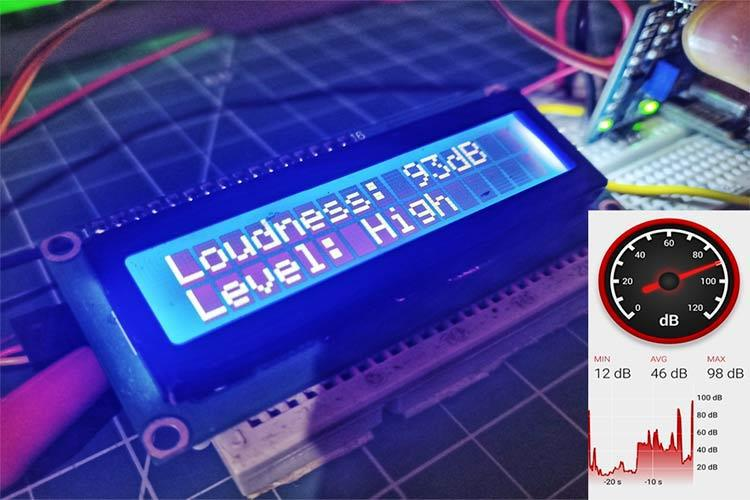 16
Loudness: 93dB
Level: High
0
20
40
60
80
100
120
dB
MIN
AVG
MAX
12 dB
46 dB
98 dB
100 dB
80 dB
60 dB
40 dB
20 dB
-20 s
-10 s